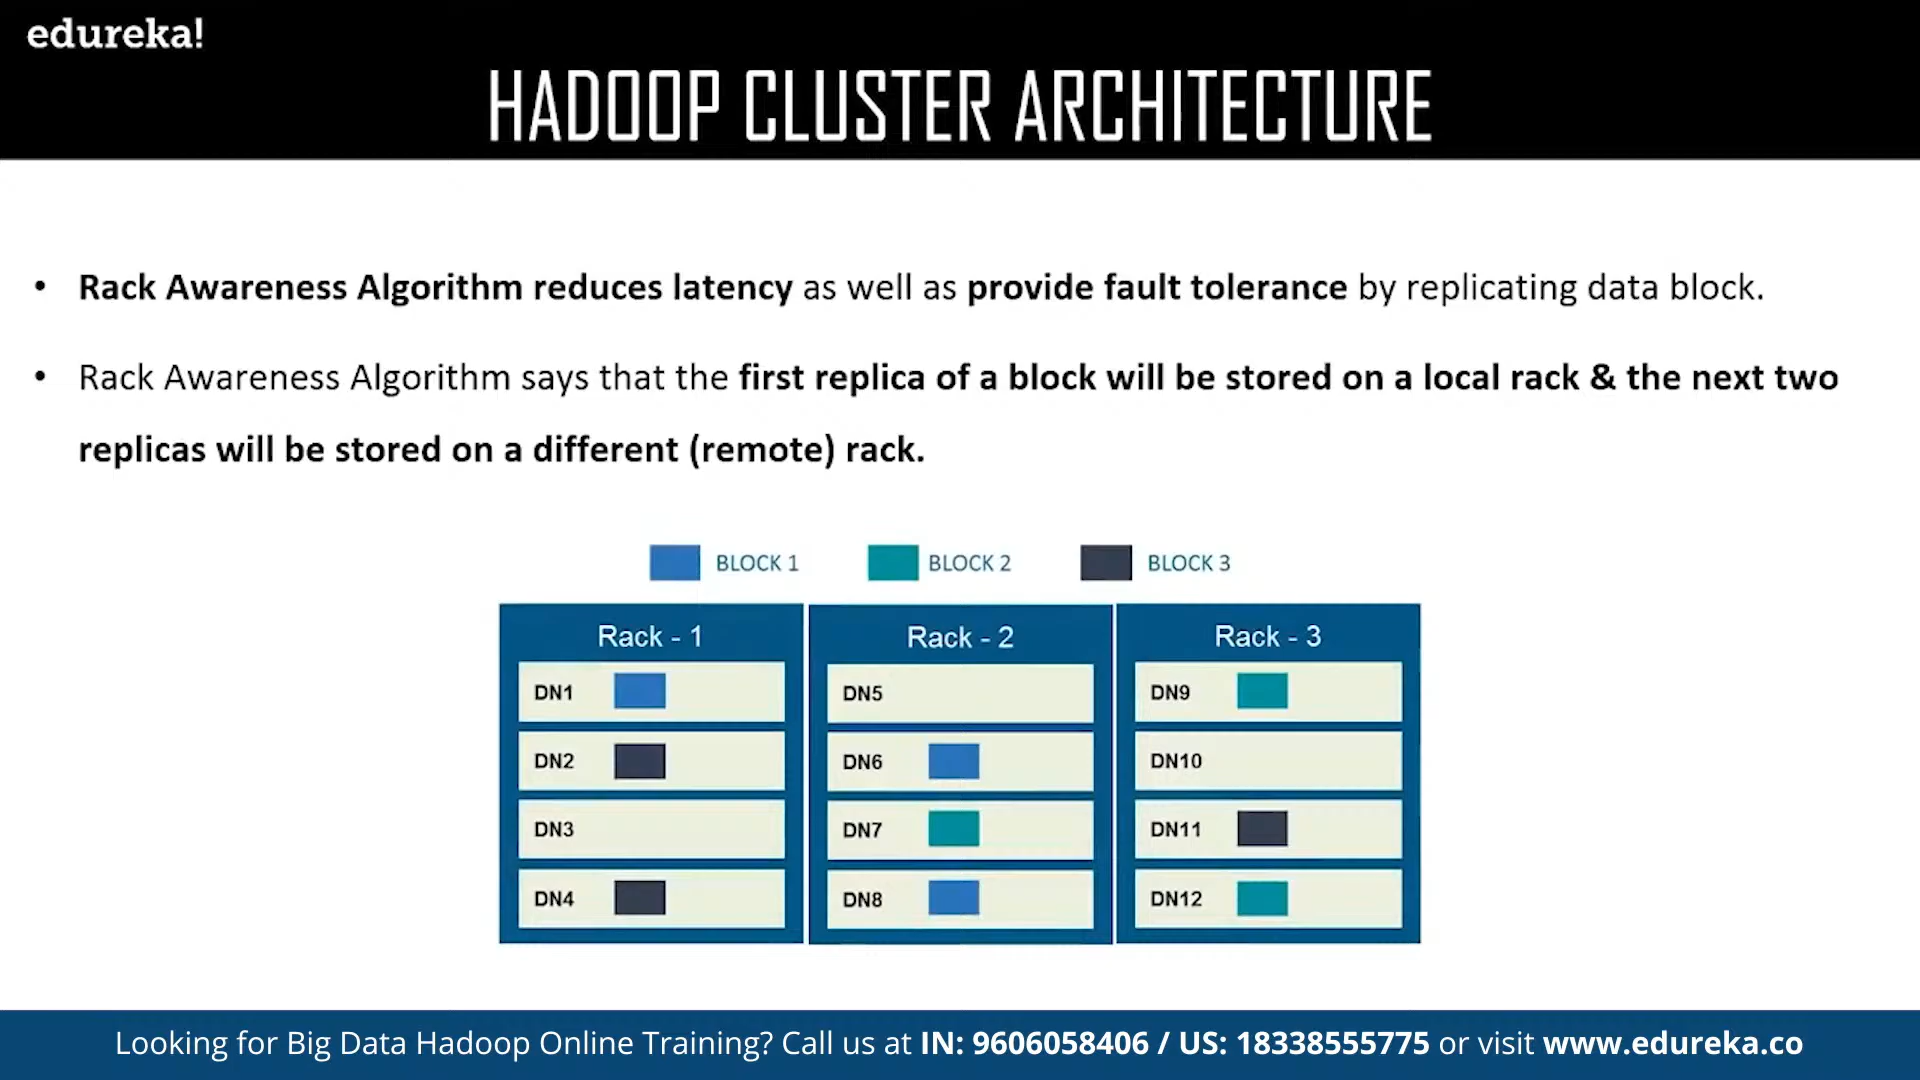 edureka!
HADOOP CLUSTER ARCHITECTURE
• Rack Awareness Algorithm reduces latency as well as provide fault tolerance by replicating data block.
• Rack Awareness Algorithm says that the first replica of a block will be stored on a local rack & the next two
replicas will be stored on a different (remote) rack.
BLOCK 1 BLOCK 2 BLOCK 3
Rack - 1
DN1
DN2
DN3
DN4
Rack - 2
DN5
DN6
DN7
DN8
Rack - 3
DN9
DN10
DN11
DN12
Looking for Big Data Hadoop Online Training? Call us at IN: 9606058406 / US: 18338555775 or visit www.edureka.co